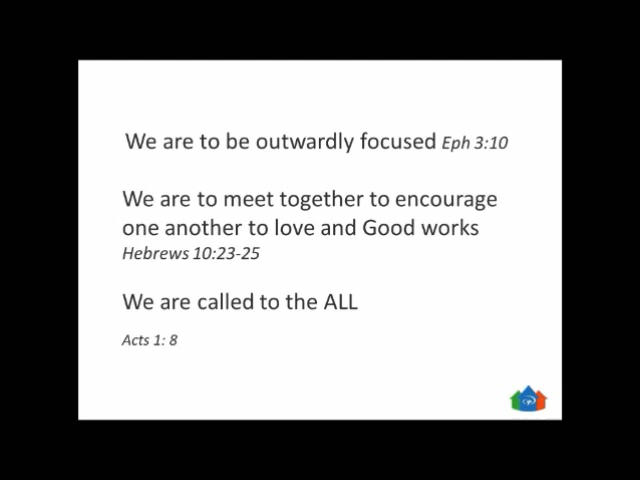 We are to be outwardly focused Eph 3:10
We are to meet together to encourage
one another to love and Good works
Hebrews 10:23-25
We are called to the ALL
Acts 1: 8